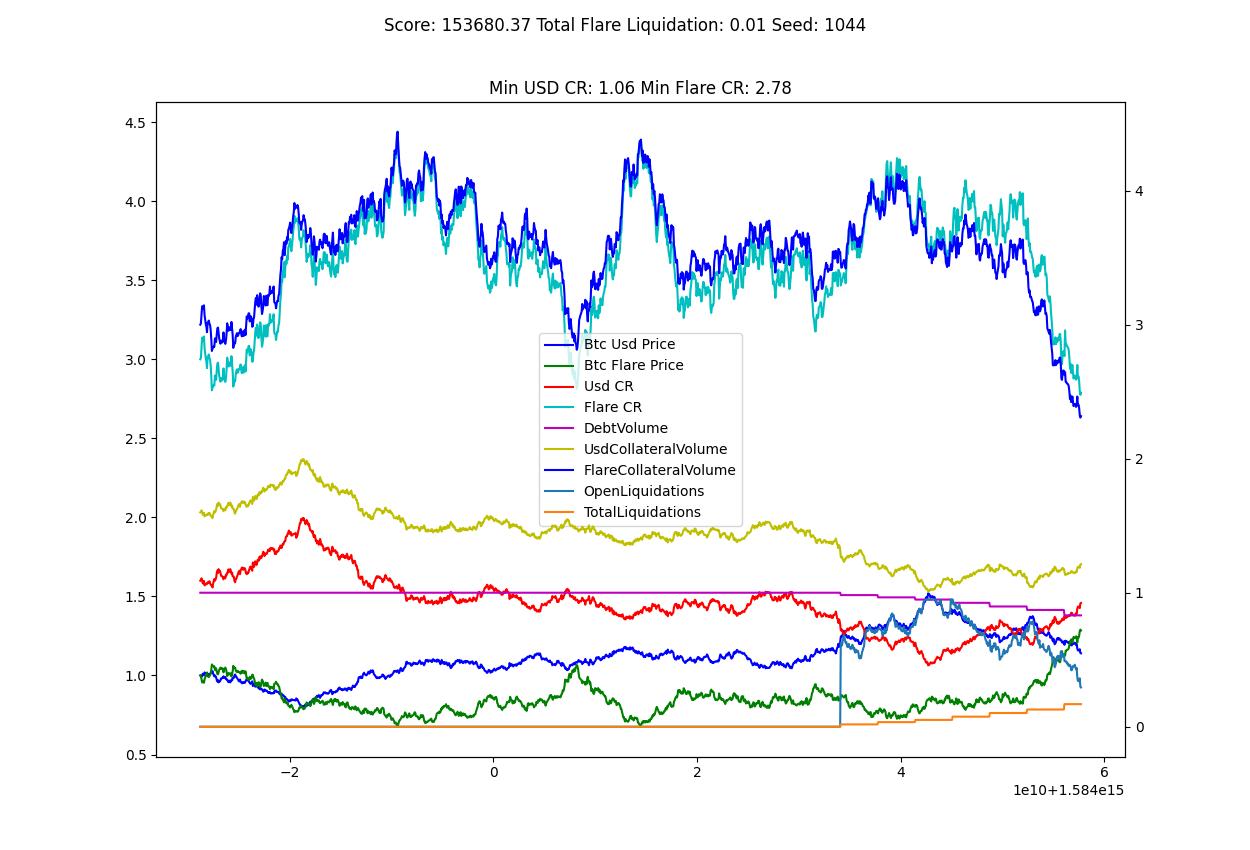 Score: 153680.37 Total Flare Liquidation: 0.01 Seed: 1044
Min USD CR: 1.06 Min Flare CR: 2.78
4.5
4.0
3.5
3.0
2.5
2.0
1.5
1.0
0.5
4
3
2
1
0
Btc Usd Price
Btc Flare Price
Usd CR
Flare CR
DebtVolume
UsdCollateralVolume
FlareCollateralVolume
OpenLiquidations
TotalLiquidations
−2 0 2 4 6
1e10+1.584e15